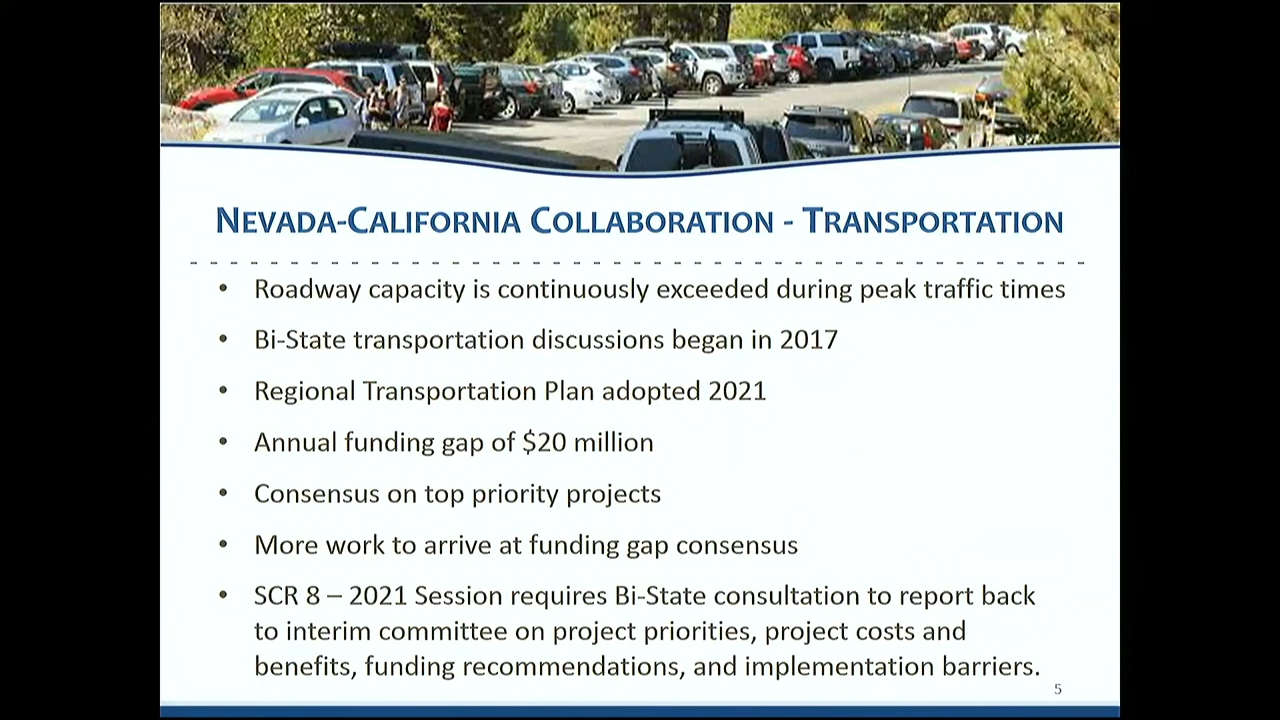 NEVADA-CALIFORNIA COLLABORATION - TRANSPORTATION
• Roadway capacity is continuously exceeded during peak traffic times
• Bi-State transportation discussions began in 2017
• Regional Transportation Plan adopted 2021
• Annual funding gap of $20 million
• Consensus on top priority projects
• More work to arrive at funding gap consensus
• SCR 8 – 2021 Session requires Bi-State consultation to report back
to interim committee on project priorities, project costs and
benefits, funding recommendations, and implementation barriers.
5